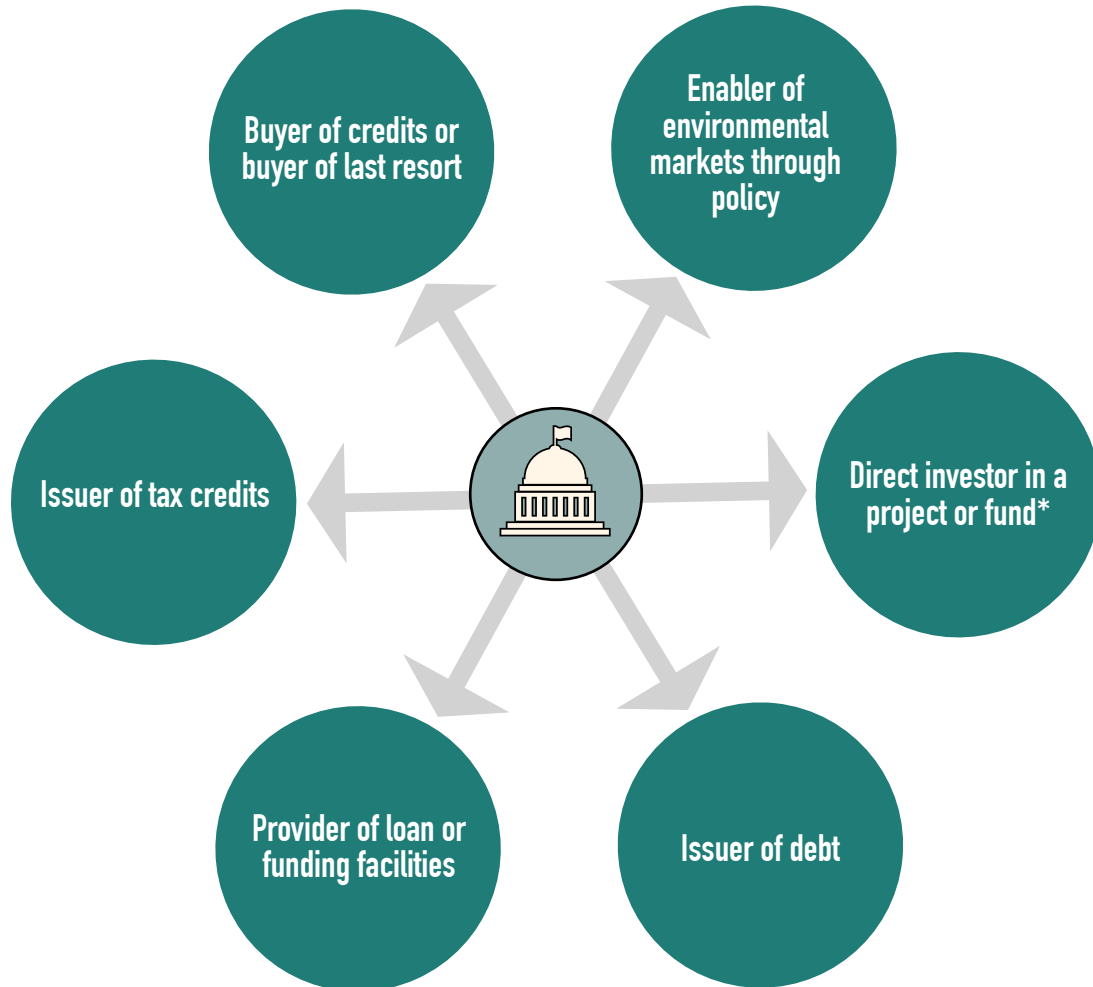 Buyer of credits or
buyer of last resort
Enabler of
environmental
markets through
policy
Issuer of tax credits
Direct investor in a
project or fund*
Provider of loan or
funding facilities
Issuer of debt